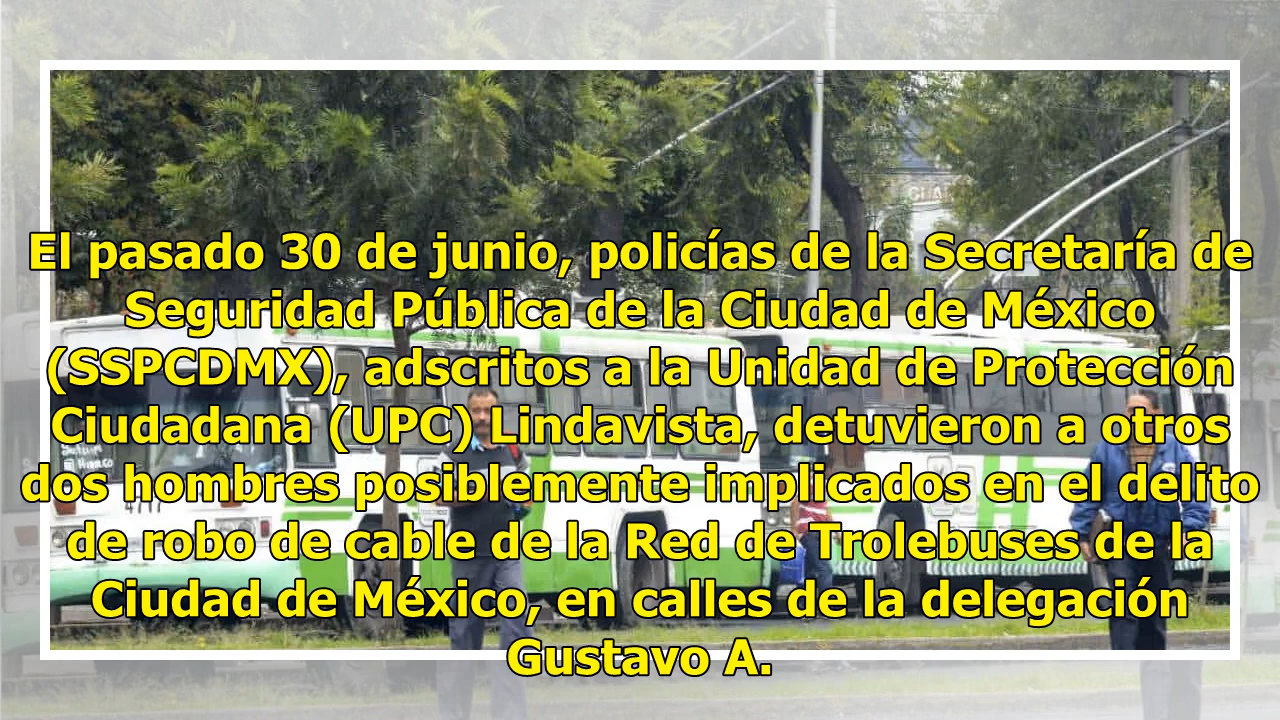 El pasado 30 de junio, policías de la Secretaría de
Seguridad Pública de la Ciudad de México
(SSPCDMX), adscritos a la Unidad de Protección
Ciudadana (UPC) Lindavista, detuvieron a otros
dos hombres posiblemente implicados en el delito
de robo de cable de la Red de Trolebuses de la
Ciudad de México, en calles de la delegación
Gustavo A.